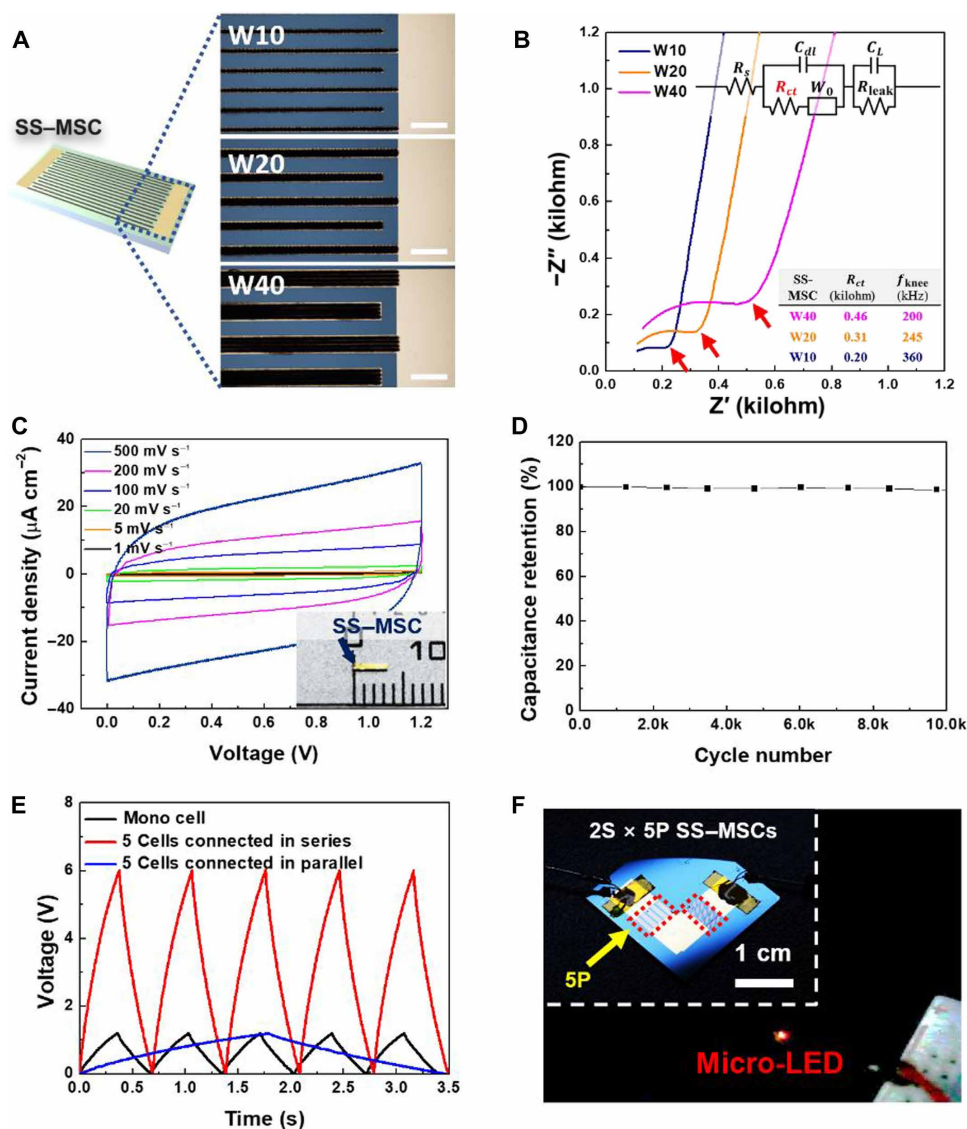 A
SS–MSC
W10
W20
W40
B
W10
W20
W40
C_dl
C_L
R_s
R_ct
W_0
R_leak
–Z″ (kilohm)
1.2
1.0
0.8
0.6
0.4
0.2
0.0
0.0 0.2 0.4 0.6 0.8 1.0 1.2
Z′ (kilohm)
SS-MSC R_ct (kilohm) f_knee (kHz)
W40 0.46 200
W20 0.31 245
W10 0.20 360
C
Current density (μA cm⁻²)
40
20
0
–20
–40
500 mV s⁻¹
200 mV s⁻¹
100 mV s⁻¹
20 mV s⁻¹
5 mV s⁻¹
1 mV s⁻¹
SS–MSC
10
0.0 0.2 0.4 0.6 0.8 1.0 1.2
Voltage (V)
D
Capacitance retention (%)
120
100
80
60
40
20
0
0.0 2.0k 4.0k 6.0k 8.0k 10.0k
Cycle number
E
Voltage (V)
8
6
4
2
0
Mono cell
5 Cells connected in series
5 Cells connected in parallel
0.0 0.5 1.0 1.5 2.0 2.5 3.0 3.5
Time (s)
F
2S × 5P SS–MSCs
5P
1 cm
Micro-LED